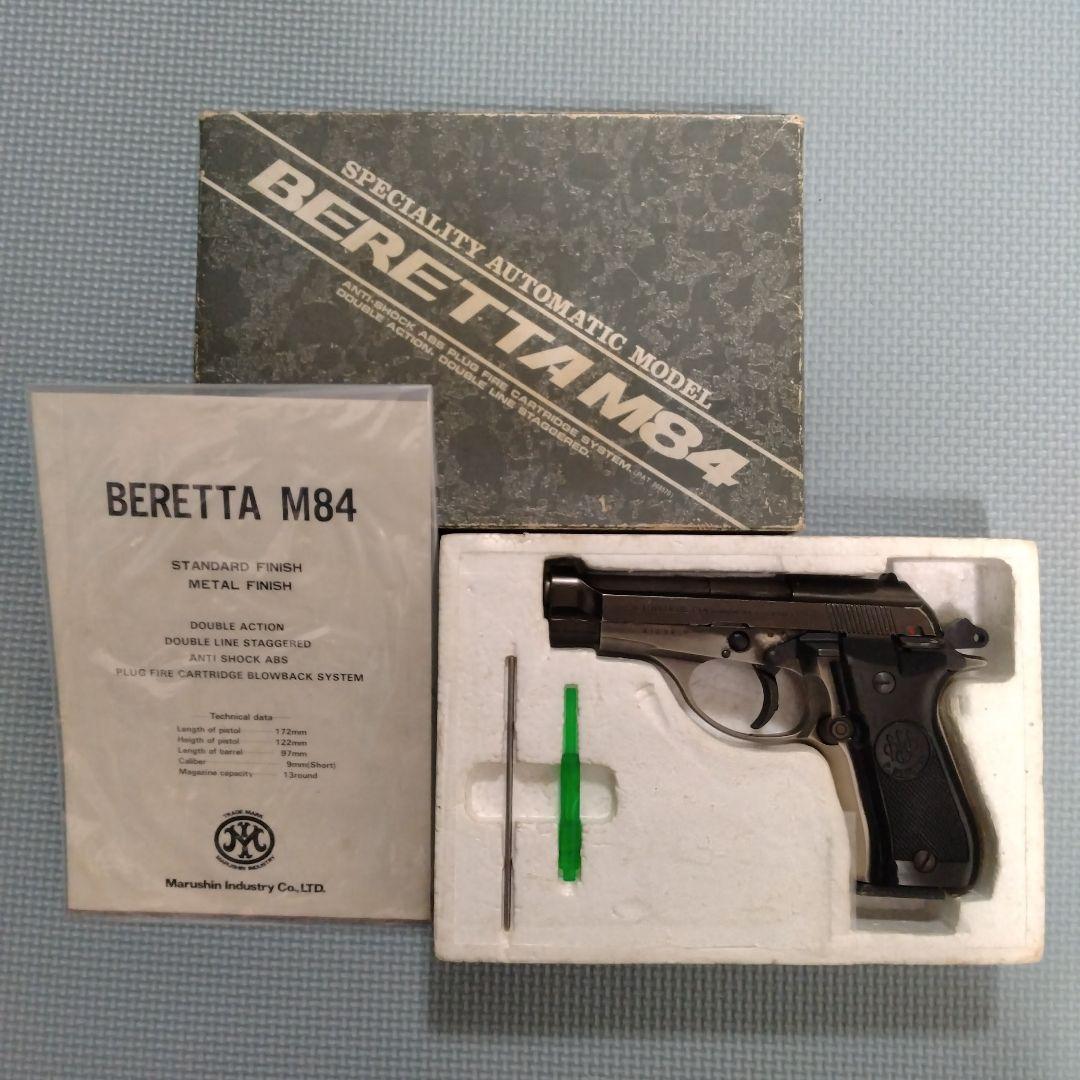 SPECIALITY AUTOMATIC MODEL
BERETTA M84
ANTI-SHOCK ABS PLUG FIRE CARTRIDGE SYSTEM.
DOUBLE ACTION. DOUBLE LINE STAGGERED.
BERETTA M84
STANDARD FINISH
METAL FINISH
DOUBLE ACTION
DOUBLE LINE STAGGERED
ANTI SHOCK ABS
PLUG FIRE CARTRIDGE BLOWBACK SYSTEM
Technical data
Length of pistol 172mm
Heigth of pistol 122mm
Length of barrel 97mm
Caliber 9mm(Short)
Magazine capacity 13round
TRADE MARK
MARUSHIN INDUSTRY
Marushin Industry Co., LTD.